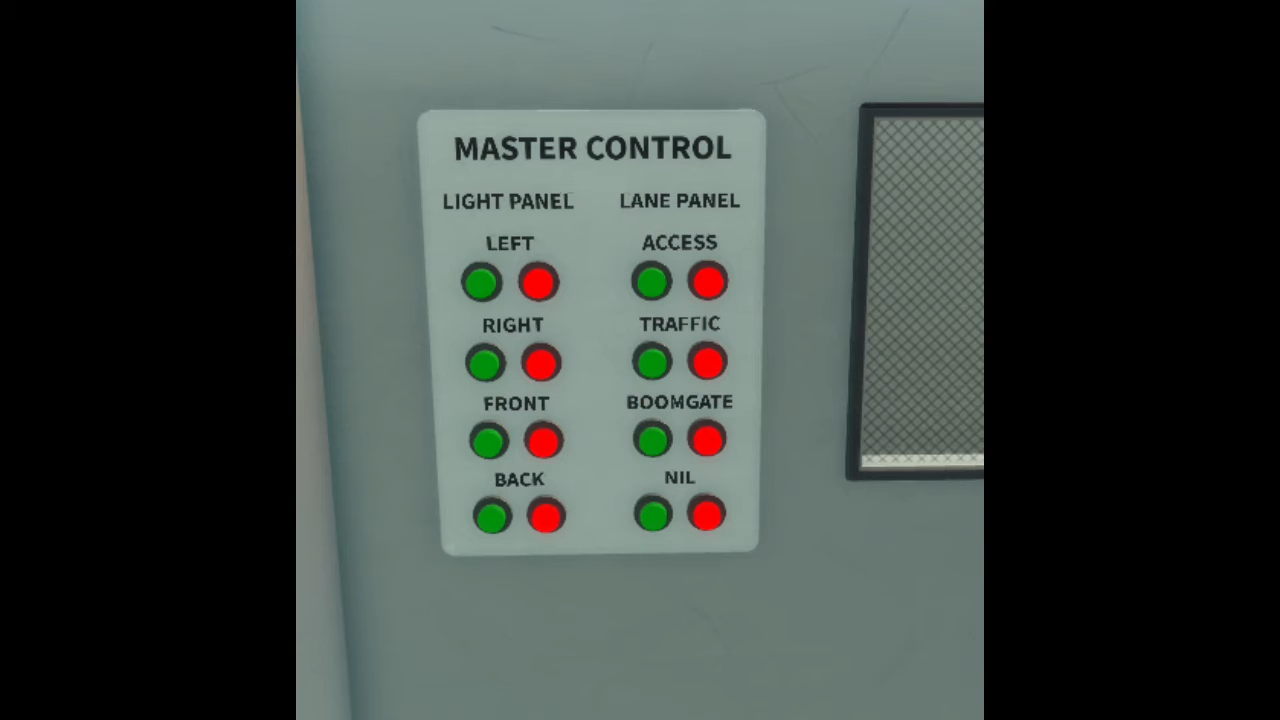 MASTER CONTROL
LIGHT PANEL LANE PANEL
LEFT ACCESS
RIGHT TRAFFIC
FRONT BOOMGATE
BACK NIL